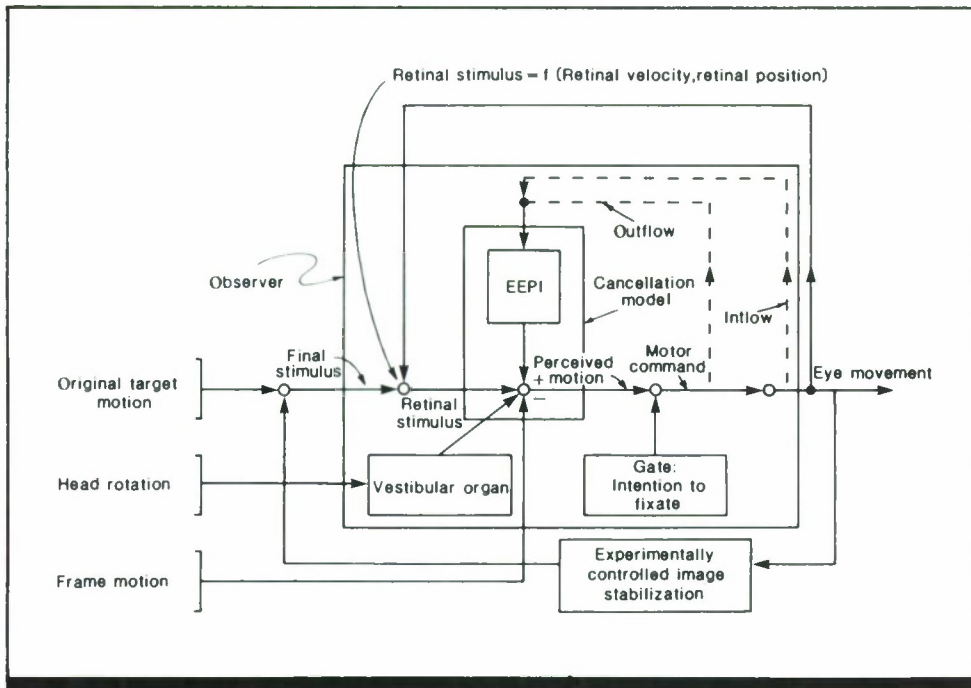 Retinal stimulus = f (Retinal velocity, retinal position)
Outflow
Observer
EEPI
Cancellation
model
Inflow
Final
stimulus
Perceived
motion
Motor
command
Eye movement
Original target
motion
+
−
Retinal
stimulus
Head rotation
Vestibular organ
Gate:
Intention to
fixate
Frame motion
Experimentally
controlled image
stabilization